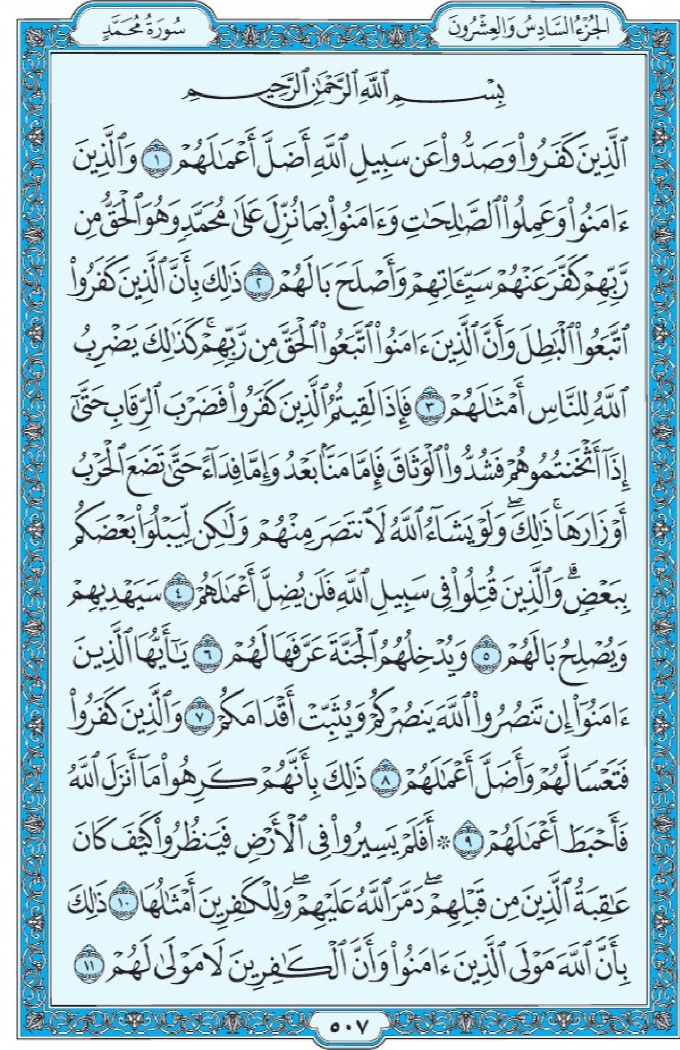 الجُزْءُ السَّادِسُ وَالعِشْرُونَ
سُورَةُ مُحَمَّدٍ
بِسْمِ ٱللَّهِ ٱلرَّحْمَٰنِ ٱلرَّحِيمِ
ٱلَّذِينَ كَفَرُوا۟ وَصَدُّوا۟ عَن سَبِيلِ ٱللَّهِ أَضَلَّ أَعْمَٰلَهُمْ ١ وَٱلَّذِينَ
ءَامَنُوا۟ وَعَمِلُوا۟ ٱلصَّٰلِحَٰتِ وَءَامَنُوا۟ بِمَا نُزِّلَ عَلَىٰ مُحَمَّدٍ وَهُوَ ٱلْحَقُّ مِن
رَّبِّهِمْ كَفَّرَ عَنْهُمْ سَيِّـَٔاتِهِمْ وَأَصْلَحَ بَالَهُمْ ٢ ذَٰلِكَ بِأَنَّ ٱلَّذِينَ كَفَرُوا۟
ٱتَّبَعُوا۟ ٱلْبَٰطِلَ وَأَنَّ ٱلَّذِينَ ءَامَنُوا۟ ٱتَّبَعُوا۟ ٱلْحَقَّ مِن رَّبِّهِمْ ۚ كَذَٰلِكَ يَضْرِبُ
ٱللَّهُ لِلنَّاسِ أَمْثَٰلَهُمْ ٣ فَإِذَا لَقِيتُمُ ٱلَّذِينَ كَفَرُوا۟ فَضَرْبَ ٱلرِّقَابِ حَتَّىٰٓ
إِذَآ أَثْخَنتُمُوهُمْ فَشُدُّوا۟ ٱلْوَثَاقَ فَإِمَّا مَنًّۢا بَعْدُ وَإِمَّا فِدَآءً حَتَّىٰ تَضَعَ ٱلْحَرْبُ
أَوْزَارَهَا ۚ ذَٰلِكَ ۖ وَلَوْ يَشَآءُ ٱللَّهُ لَٱنتَصَرَ مِنْهُمْ وَلَٰكِن لِّيَبْلُوَا۟ بَعْضَكُم
بِبَعْضٍ ۗ وَٱلَّذِينَ قُتِلُوا۟ فِى سَبِيلِ ٱللَّهِ فَلَن يُضِلَّ أَعْمَٰلَهُمْ ٤ سَيَهْدِيهِمْ
وَيُصْلِحُ بَالَهُمْ ٥ وَيُدْخِلُهُمُ ٱلْجَنَّةَ عَرَّفَهَا لَهُمْ ٦ يَٰٓأَيُّهَا ٱلَّذِينَ
ءَامَنُوٓا۟ إِن تَنصُرُوا۟ ٱللَّهَ يَنصُرْكُمْ وَيُثَبِّتْ أَقْدَامَكُمْ ٧ وَٱلَّذِينَ كَفَرُوا۟
فَتَعْسًا لَّهُمْ وَأَضَلَّ أَعْمَٰلَهُمْ ٨ ذَٰلِكَ بِأَنَّهُمْ كَرِهُوا۟ مَآ أَنزَلَ ٱللَّهُ
فَأَحْبَطَ أَعْمَٰلَهُمْ ٩ ۞ أَفَلَمْ يَسِيرُوا۟ فِى ٱلْأَرْضِ فَيَنظُرُوا۟ كَيْفَ كَانَ
عَٰقِبَةُ ٱلَّذِينَ مِن قَبْلِهِمْ ۖ دَمَّرَ ٱللَّهُ عَلَيْهِمْ ۖ وَلِلْكَٰفِرِينَ أَمْثَٰلُهَا ١٠ ذَٰلِكَ
بِأَنَّ ٱللَّهَ مَوْلَى ٱلَّذِينَ ءَامَنُوا۟ وَأَنَّ ٱلْكَٰفِرِينَ لَا مَوْلَىٰ لَهُمْ ١١
٥٠٧